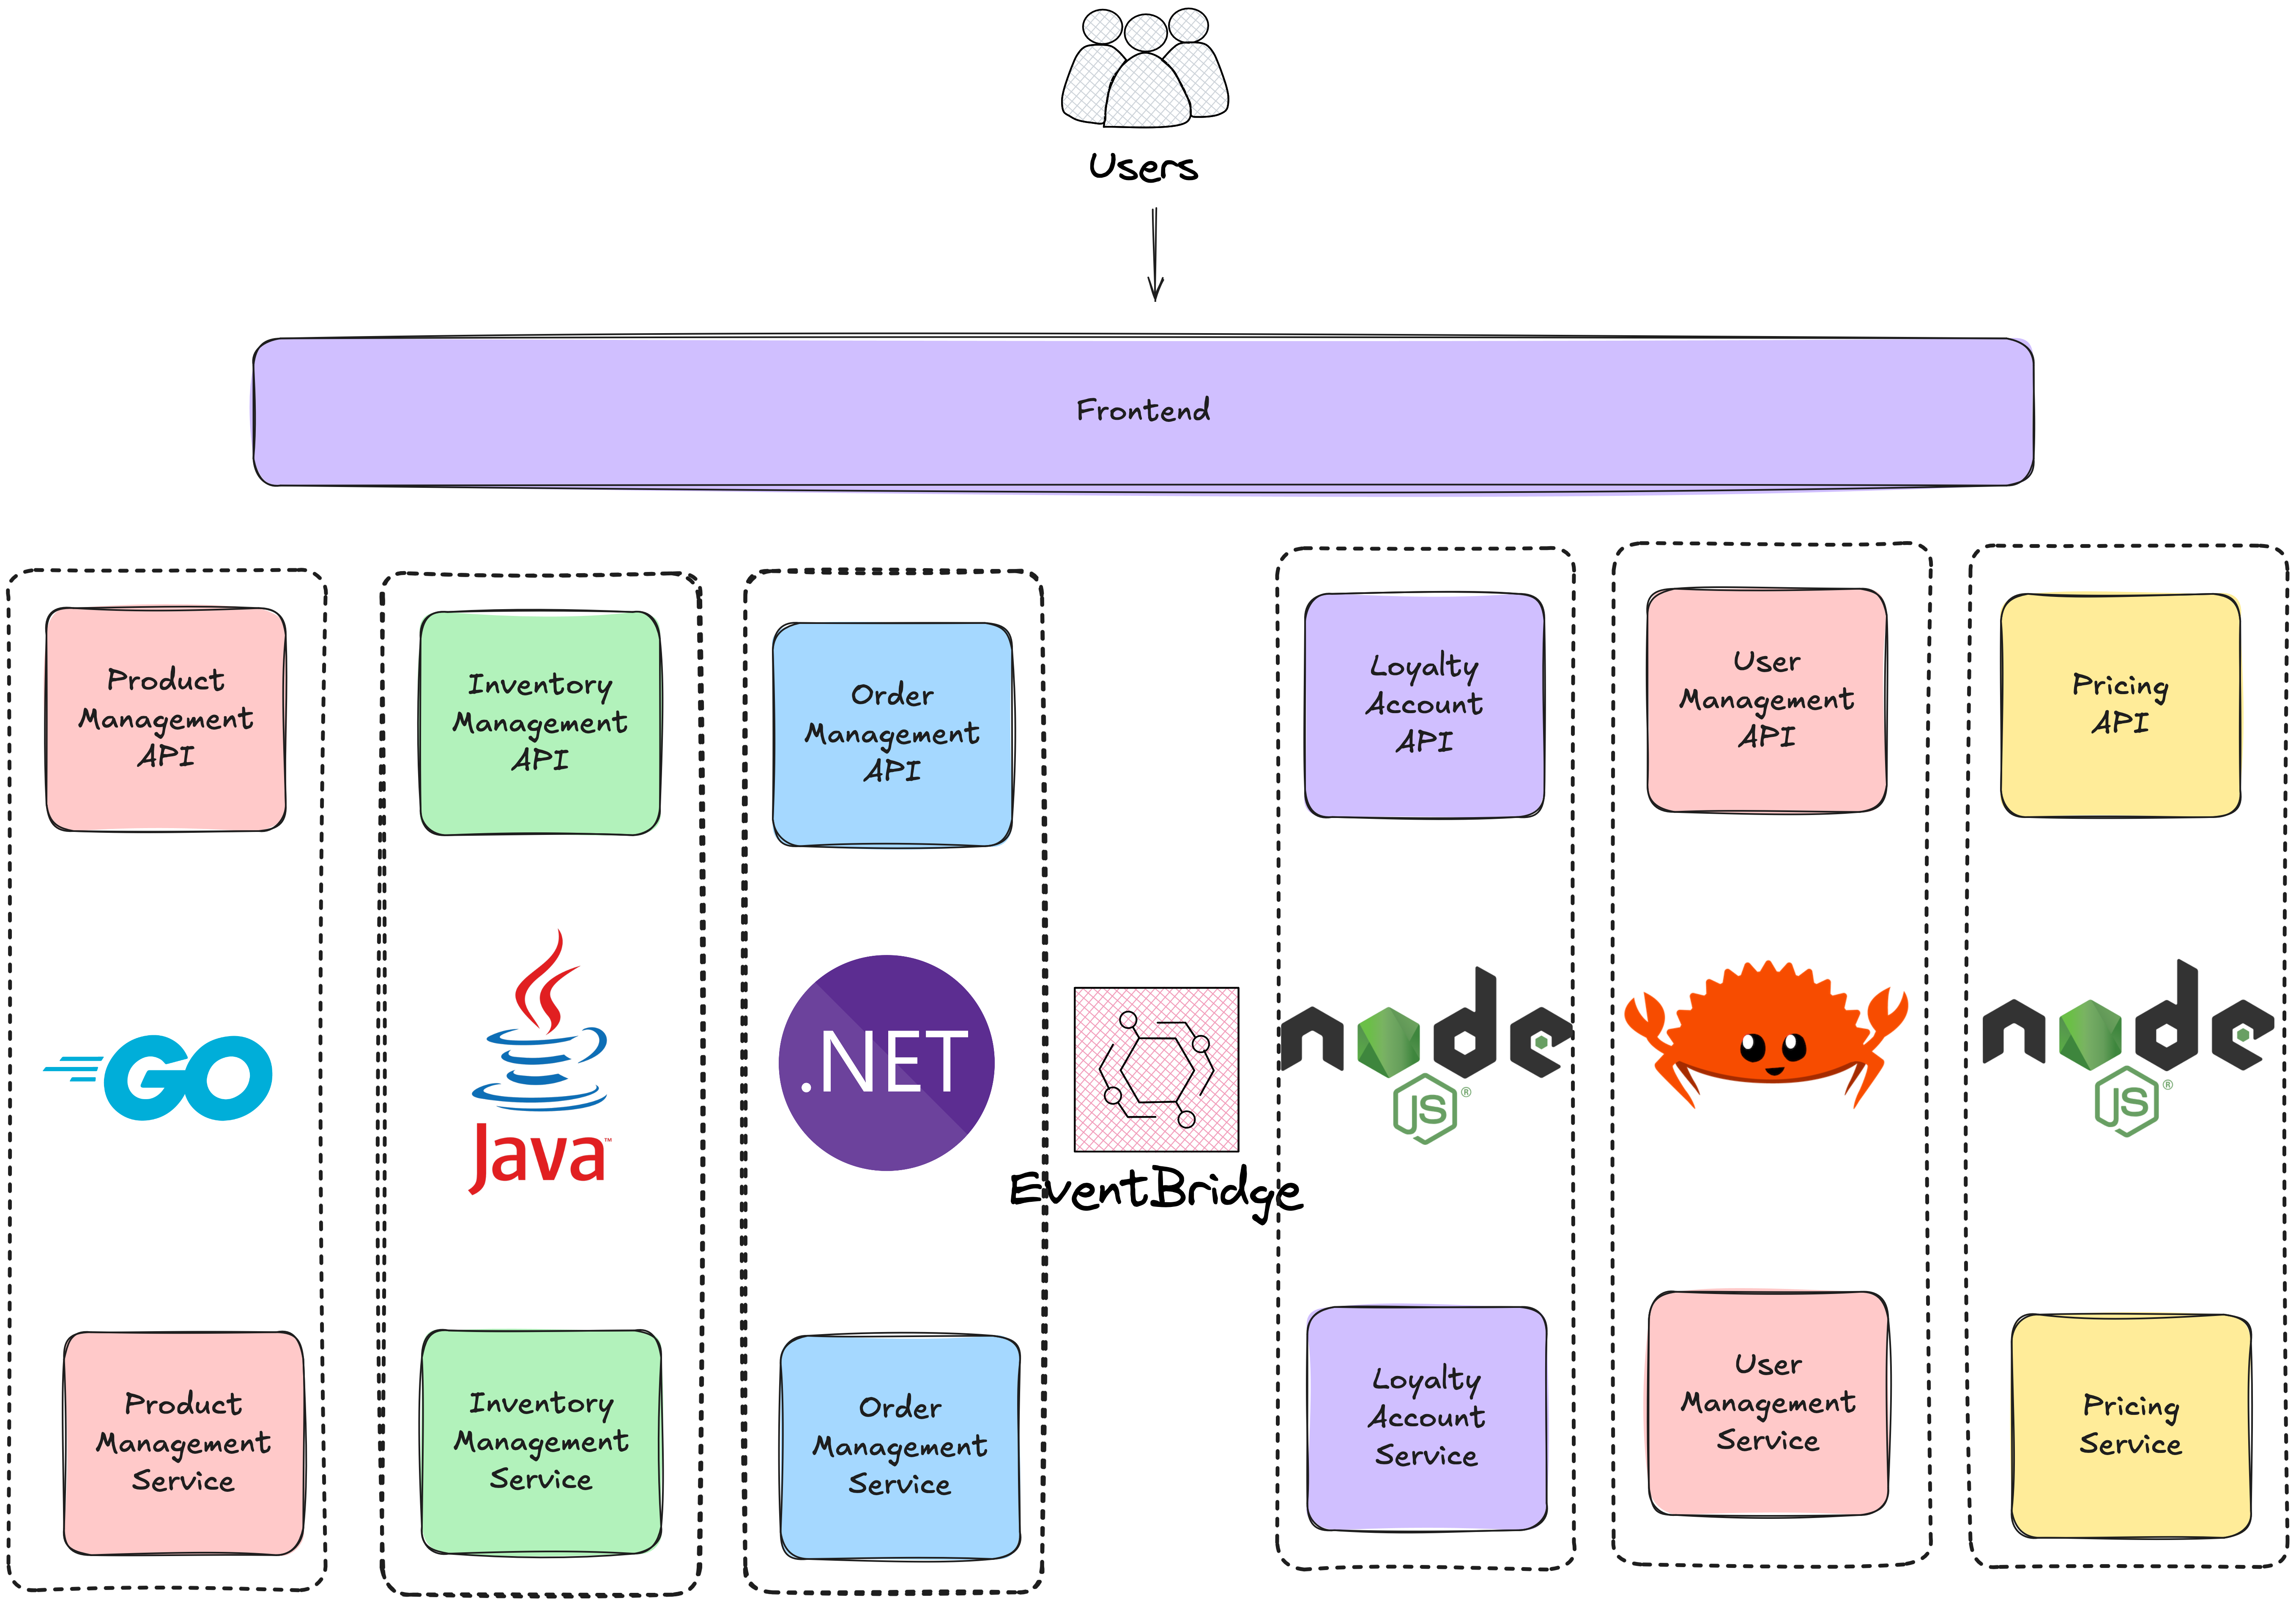 Users
Frontend
Product
Management
API
Inventory
Management
API
Order
Management
API
Loyalty
Account
API
User
Management
API
Pricing
API
GO
Java™
.NET
EventBridge
node
JS®
node
JS®
Product
Management
Service
Inventory
Management
Service
Order
Management
Service
Loyalty
Account
Service
User
Management
Service
Pricing
Service